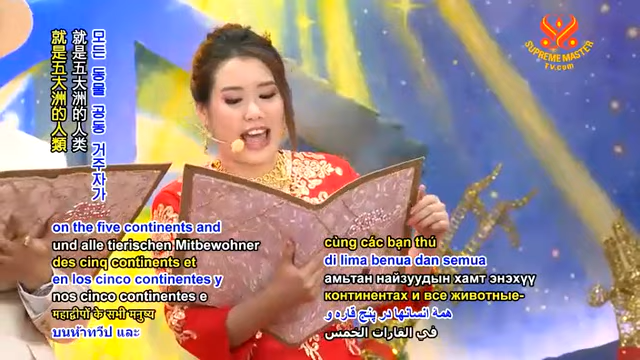 모든 동물 공동 거주자가
就是五大洲的人类
就是五大洲的人類
SUPREME MASTER
TV.com
on the five continents and
und alle tierischen Mitbewohner
des cinq continents et
en los cinco continentes y
nos cinco continentes e
महाद्वीपों के सभी मनुष्य
บนห้าทวีป และ
cùng các bạn thú
di lima benua dan semua
амьтан найзуудын хамт энэхүү
континентах и все животные-
همهٔ انسانها در پنج قاره و
في القارات الخمس